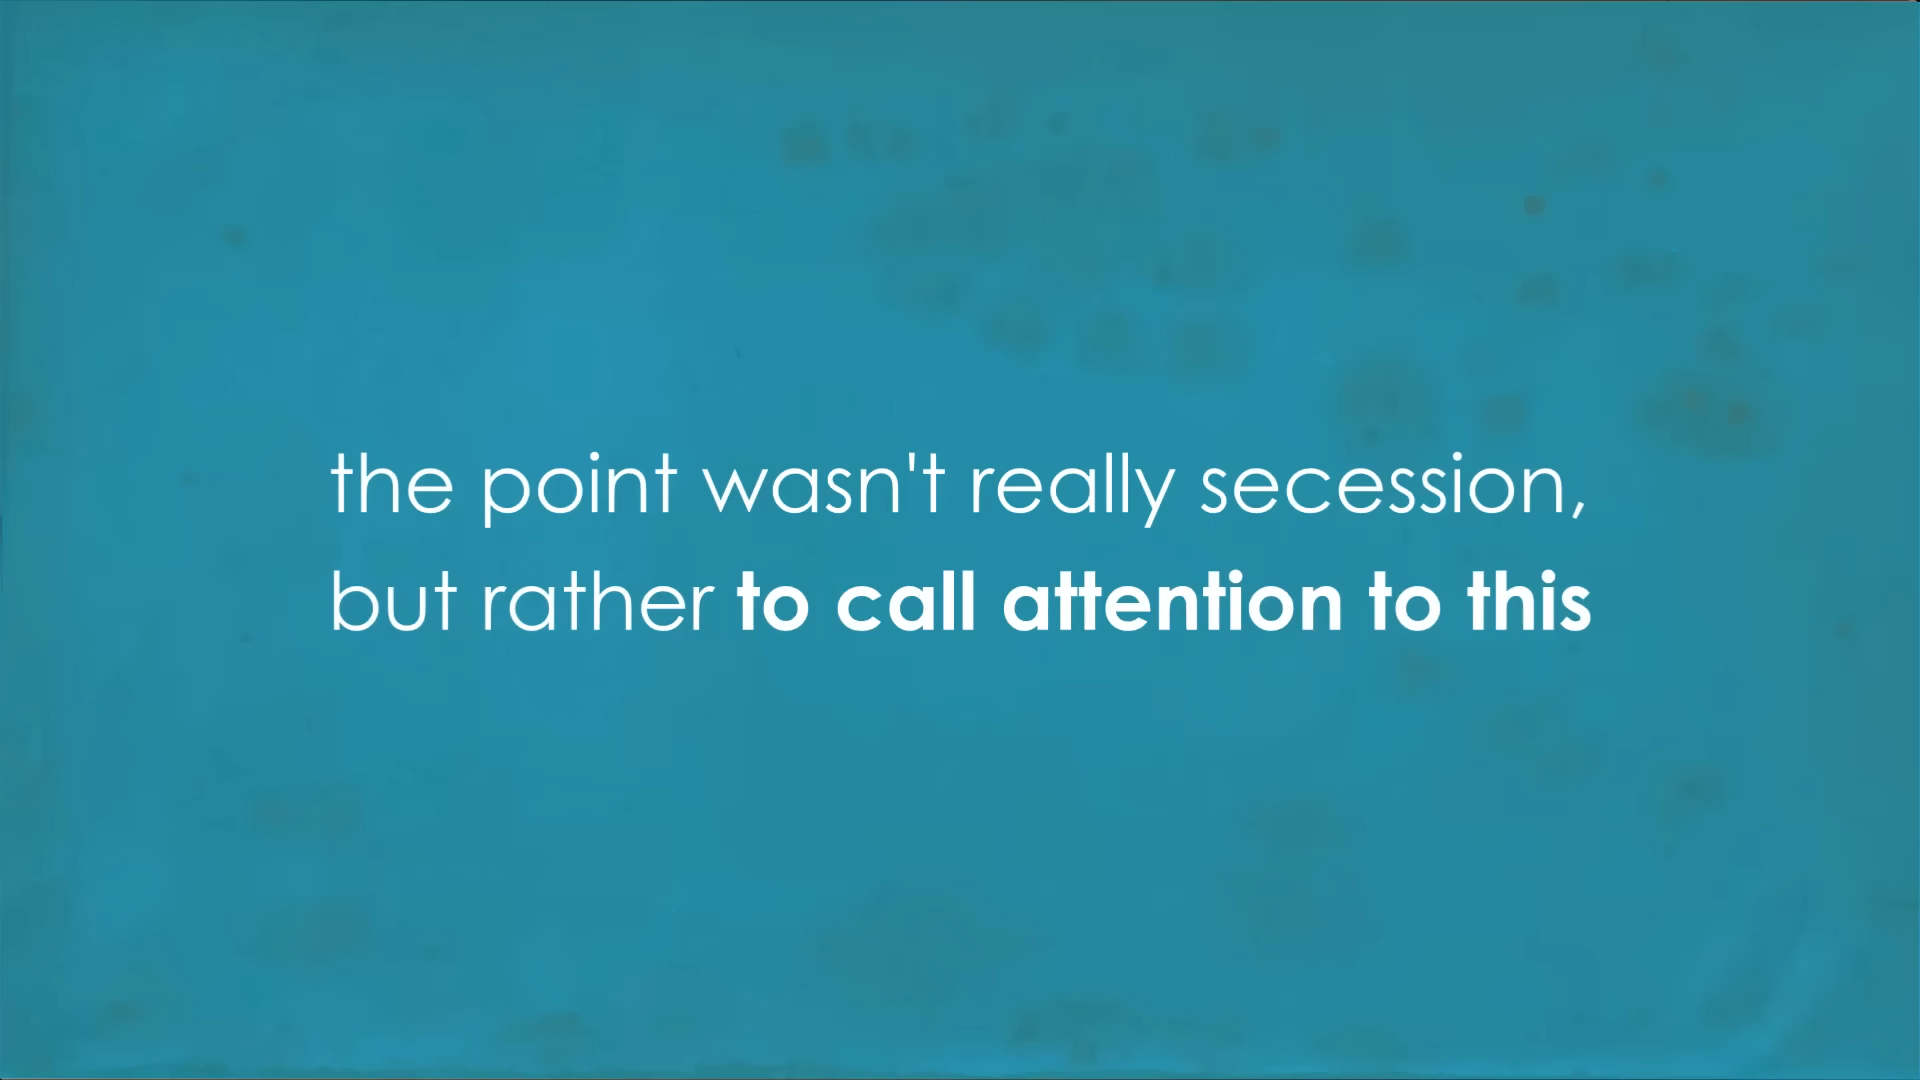 the point wasn't really secession,
but rather to call attention to this